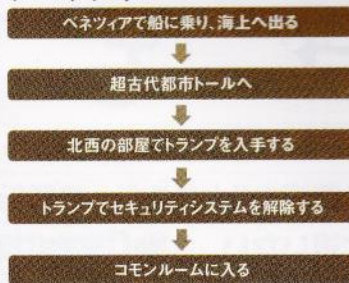 ベネツィアで船に乗り、海上へ出る
超古代都市トールへ
北西の部屋でトランプを入手する
トランプでセキュリティシステムを解除する
コモンルームに入る